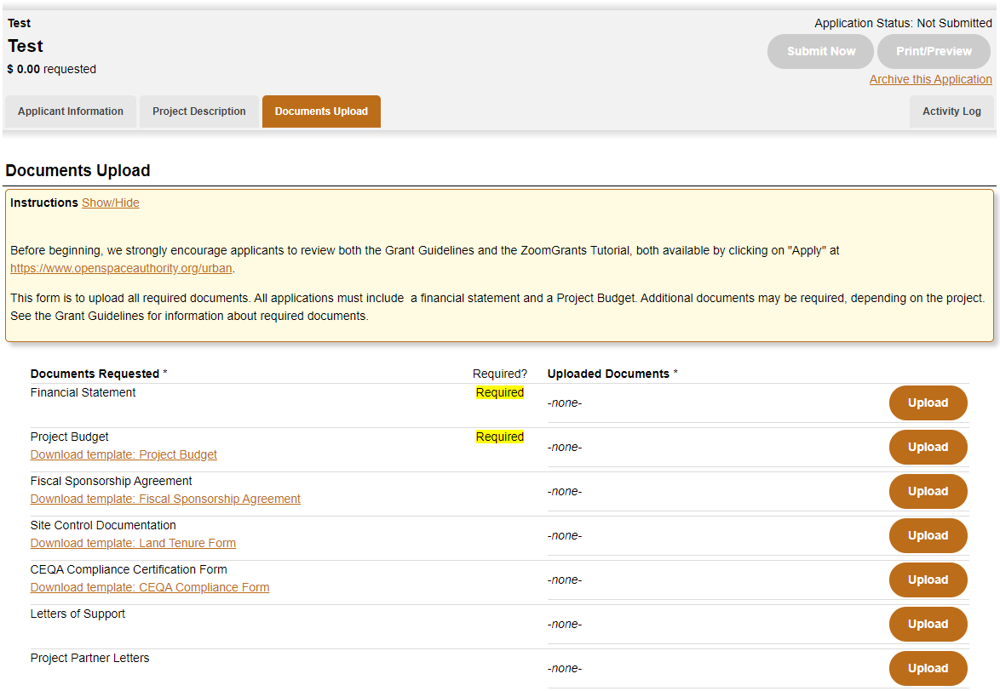 Test
Application Status: Not Submitted
Test
Submit Now
Print/Preview
$ 0.00 requested
Archive this Application
Applicant Information
Project Description
Documents Upload
Activity Log
Documents Upload
Instructions Show/Hide
Before beginning, we strongly encourage applicants to review both the Grant Guidelines and the ZoomGrants Tutorial, both available by clicking on "Apply" at
https://www.openspaceauthority.org/urban.
This form is to upload all required documents. All applications must include  a financial statement and a Project Budget. Additional documents may be required, depending on the project.
See the Grant Guidelines for information about required documents.
Documents Requested * Required? Uploaded Documents *
Financial Statement Required
-none- Upload
Project Budget Required
-none- Upload
Download template: Project Budget
Fiscal Sponsorship Agreement
-none- Upload
Download template: Fiscal Sponsorship Agreement
Site Control Documentation
-none- Upload
Download template: Land Tenure Form
CEQA Compliance Certification Form
-none- Upload
Download template: CEQA Compliance Form
Letters of Support
-none- Upload
Project Partner Letters
-none- Upload